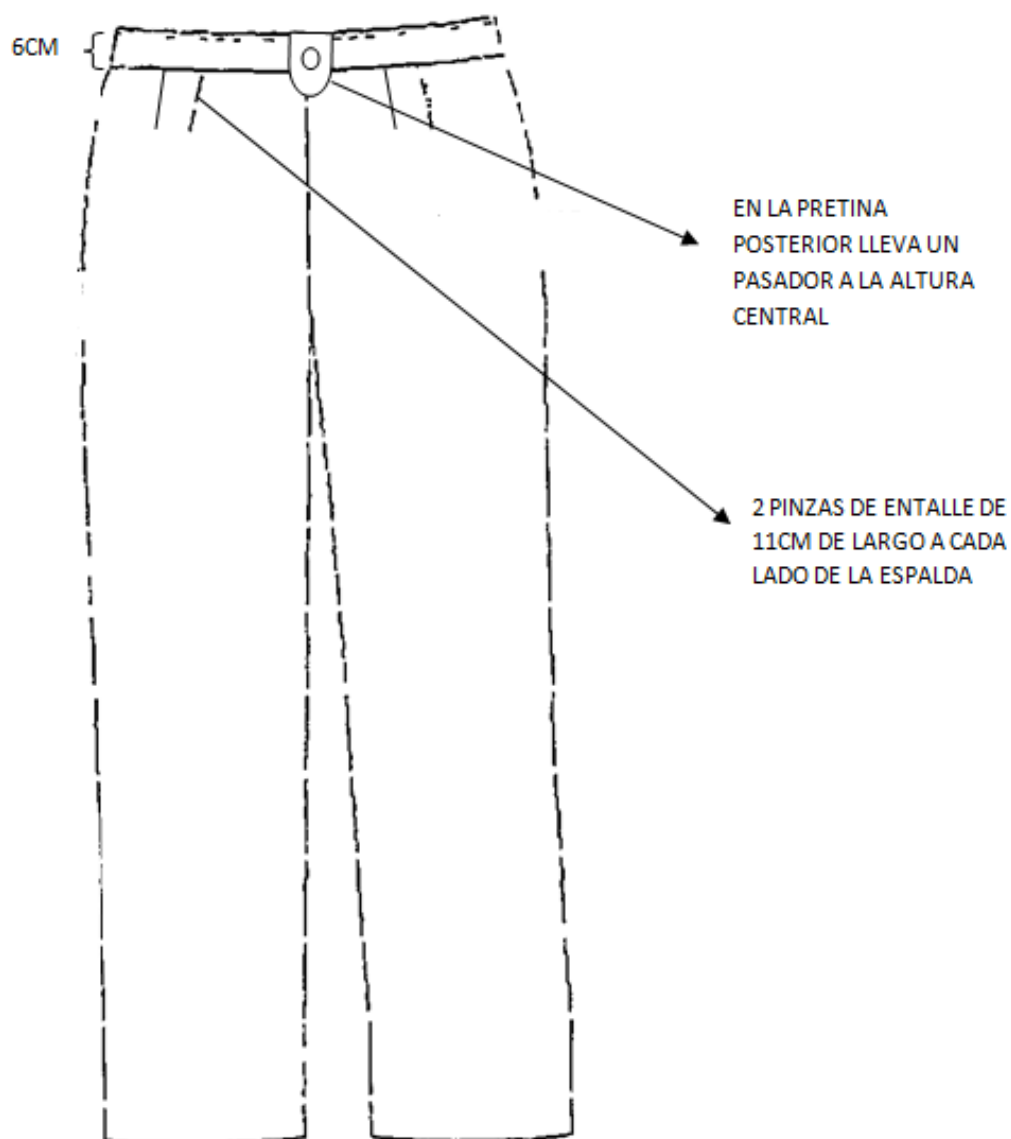 6CM
EN LA PRETINA
POSTERIOR LLEVA UN
PASADOR A LA ALTURA
CENTRAL
2 PINZAS DE ENTALLE DE
11CM DE LARGO A CADA
LADO DE LA ESPALDA